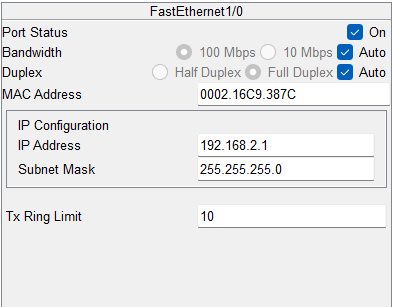 FastEthernet1/0
Port Status On
Bandwidth 100 Mbps 10 Mbps Auto
Duplex Half Duplex Full Duplex Auto
MAC Address 0002.16C9.387C
IP Configuration
IP Address 192.168.2.1
Subnet Mask 255.255.255.0
Tx Ring Limit 10